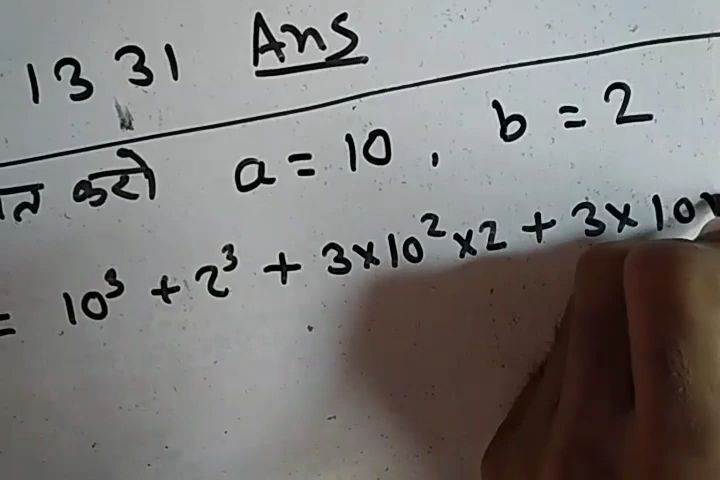 1331 Ans
करो a = 10 , b = 2
= 10³ + 2³ + 3×10²×2 + 3×10